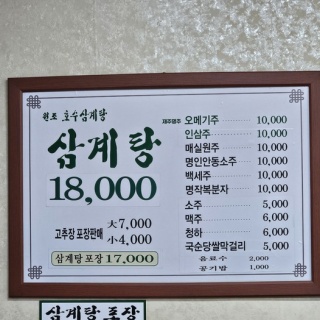 원조 호수삼계탕
삼계탕
18,000
고추장 포장판매 大 7,000
小 4,000
삼계탕 포장 17,000
제주명주 오메기주 10,000
인삼주 10,000
매실원주 10,000
명인안동소주 10,000
백세주 10,000
명작복분자 10,000
소주 5,000
맥주 6,000
청하 6,000
국순당쌀막걸리 5,000
음료수 2,000
공기밥 1,000
삼계탕 포장